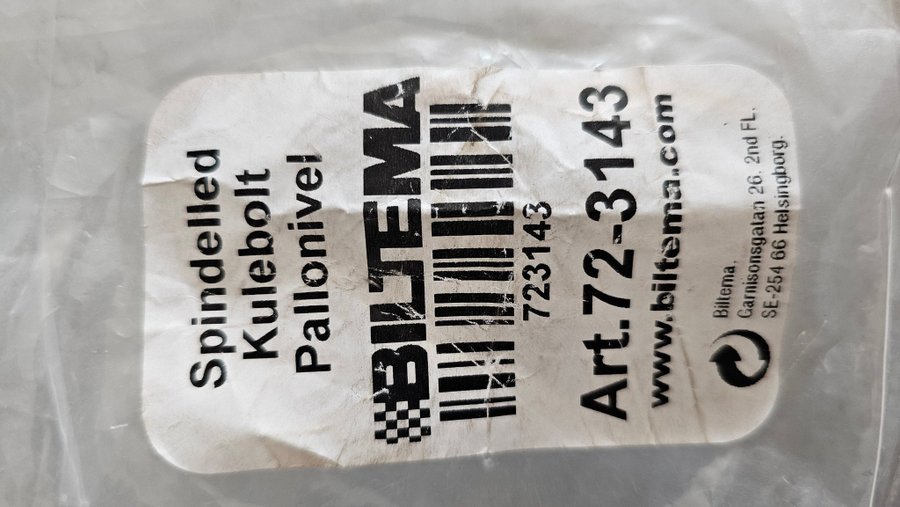 Spindelled
Kulebolt
Pallonivel
BILTEMA
723143
Art.72-3143
www.biltema.com
Biltema,
Garnisonsgatan 26, 2nd FL.
SE-254 66 Helsingborg.